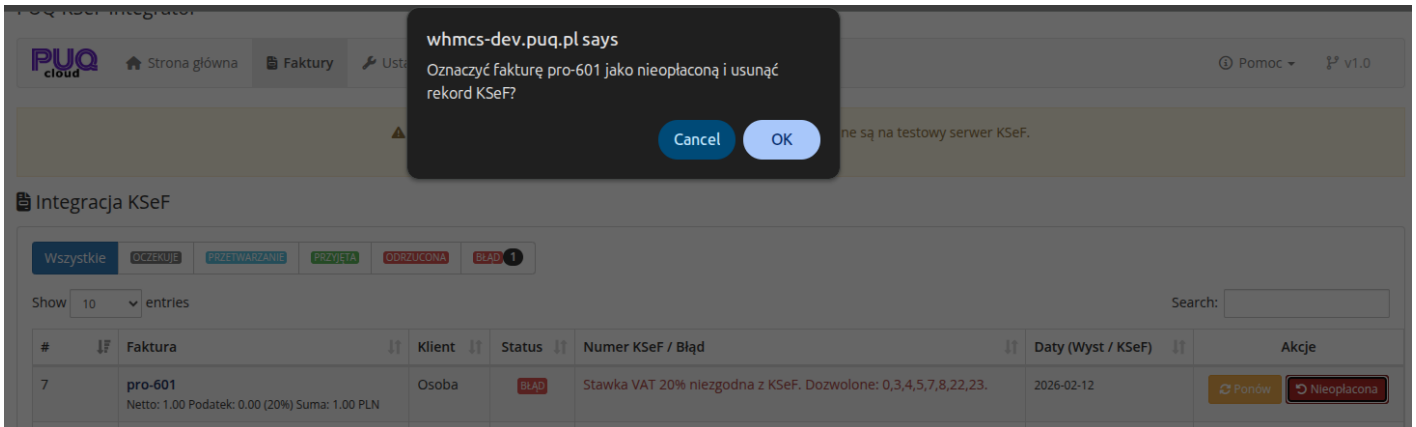 PUQ KSeF Integrator
whmcs-dev.puq.pl says
Oznaczyć fakturę pro-601 jako nieopłaconą i usunąć
rekord KSeF?
Cancel
OK
PUQ
cloud
Strona główna
Faktury
Usta
Pomoc
v1.0
ne są na testowy serwer KSeF.
Integracja KSeF
Wszystkie
OCZEKUJE
PRZETWARZANIE
PRZYJĘTA
ODRZUCONA
BŁĄD 1
Show 10 entries
Search:
# Faktura Klient Status Numer KSeF / Błąd Daty (Wyst / KSeF) Akcje
7 pro-601 Osoba BŁĄD Stawka VAT 20% niezgodna z KSeF. Dozwolone: 0,3,4,5,7,8,22,23. 2026-02-12 Ponów Nieopłacona
Netto: 1.00 Podatek: 0.00 (20%) Suma: 1.00 PLN